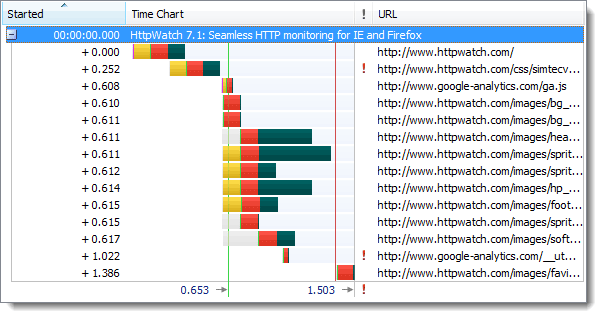 Started Time Chart ! URL
00:00:00.000 HttpWatch 7.1: Seamless HTTP monitoring for IE and Firefox
+ 0.000 http://www.httpwatch.com/
+ 0.252 ! http://www.httpwatch.com/css/simtecv...
+ 0.608 http://www.google-analytics.com/ga.js
+ 0.610 http://www.httpwatch.com/images/bg_...
+ 0.611 http://www.httpwatch.com/images/bg_...
+ 0.611 http://www.httpwatch.com/images/hea...
+ 0.611 http://www.httpwatch.com/images/sprit...
+ 0.612 http://www.httpwatch.com/images/sprit...
+ 0.614 http://www.httpwatch.com/images/hp_...
+ 0.615 http://www.httpwatch.com/images/foot...
+ 0.615 http://www.httpwatch.com/images/sprit...
+ 0.617 http://www.httpwatch.com/images/soft...
+ 1.022 ! http://www.google-analytics.com/__ut...
+ 1.386 http://www.httpwatch.com/images/favi...
0.653 → 1.503 → !